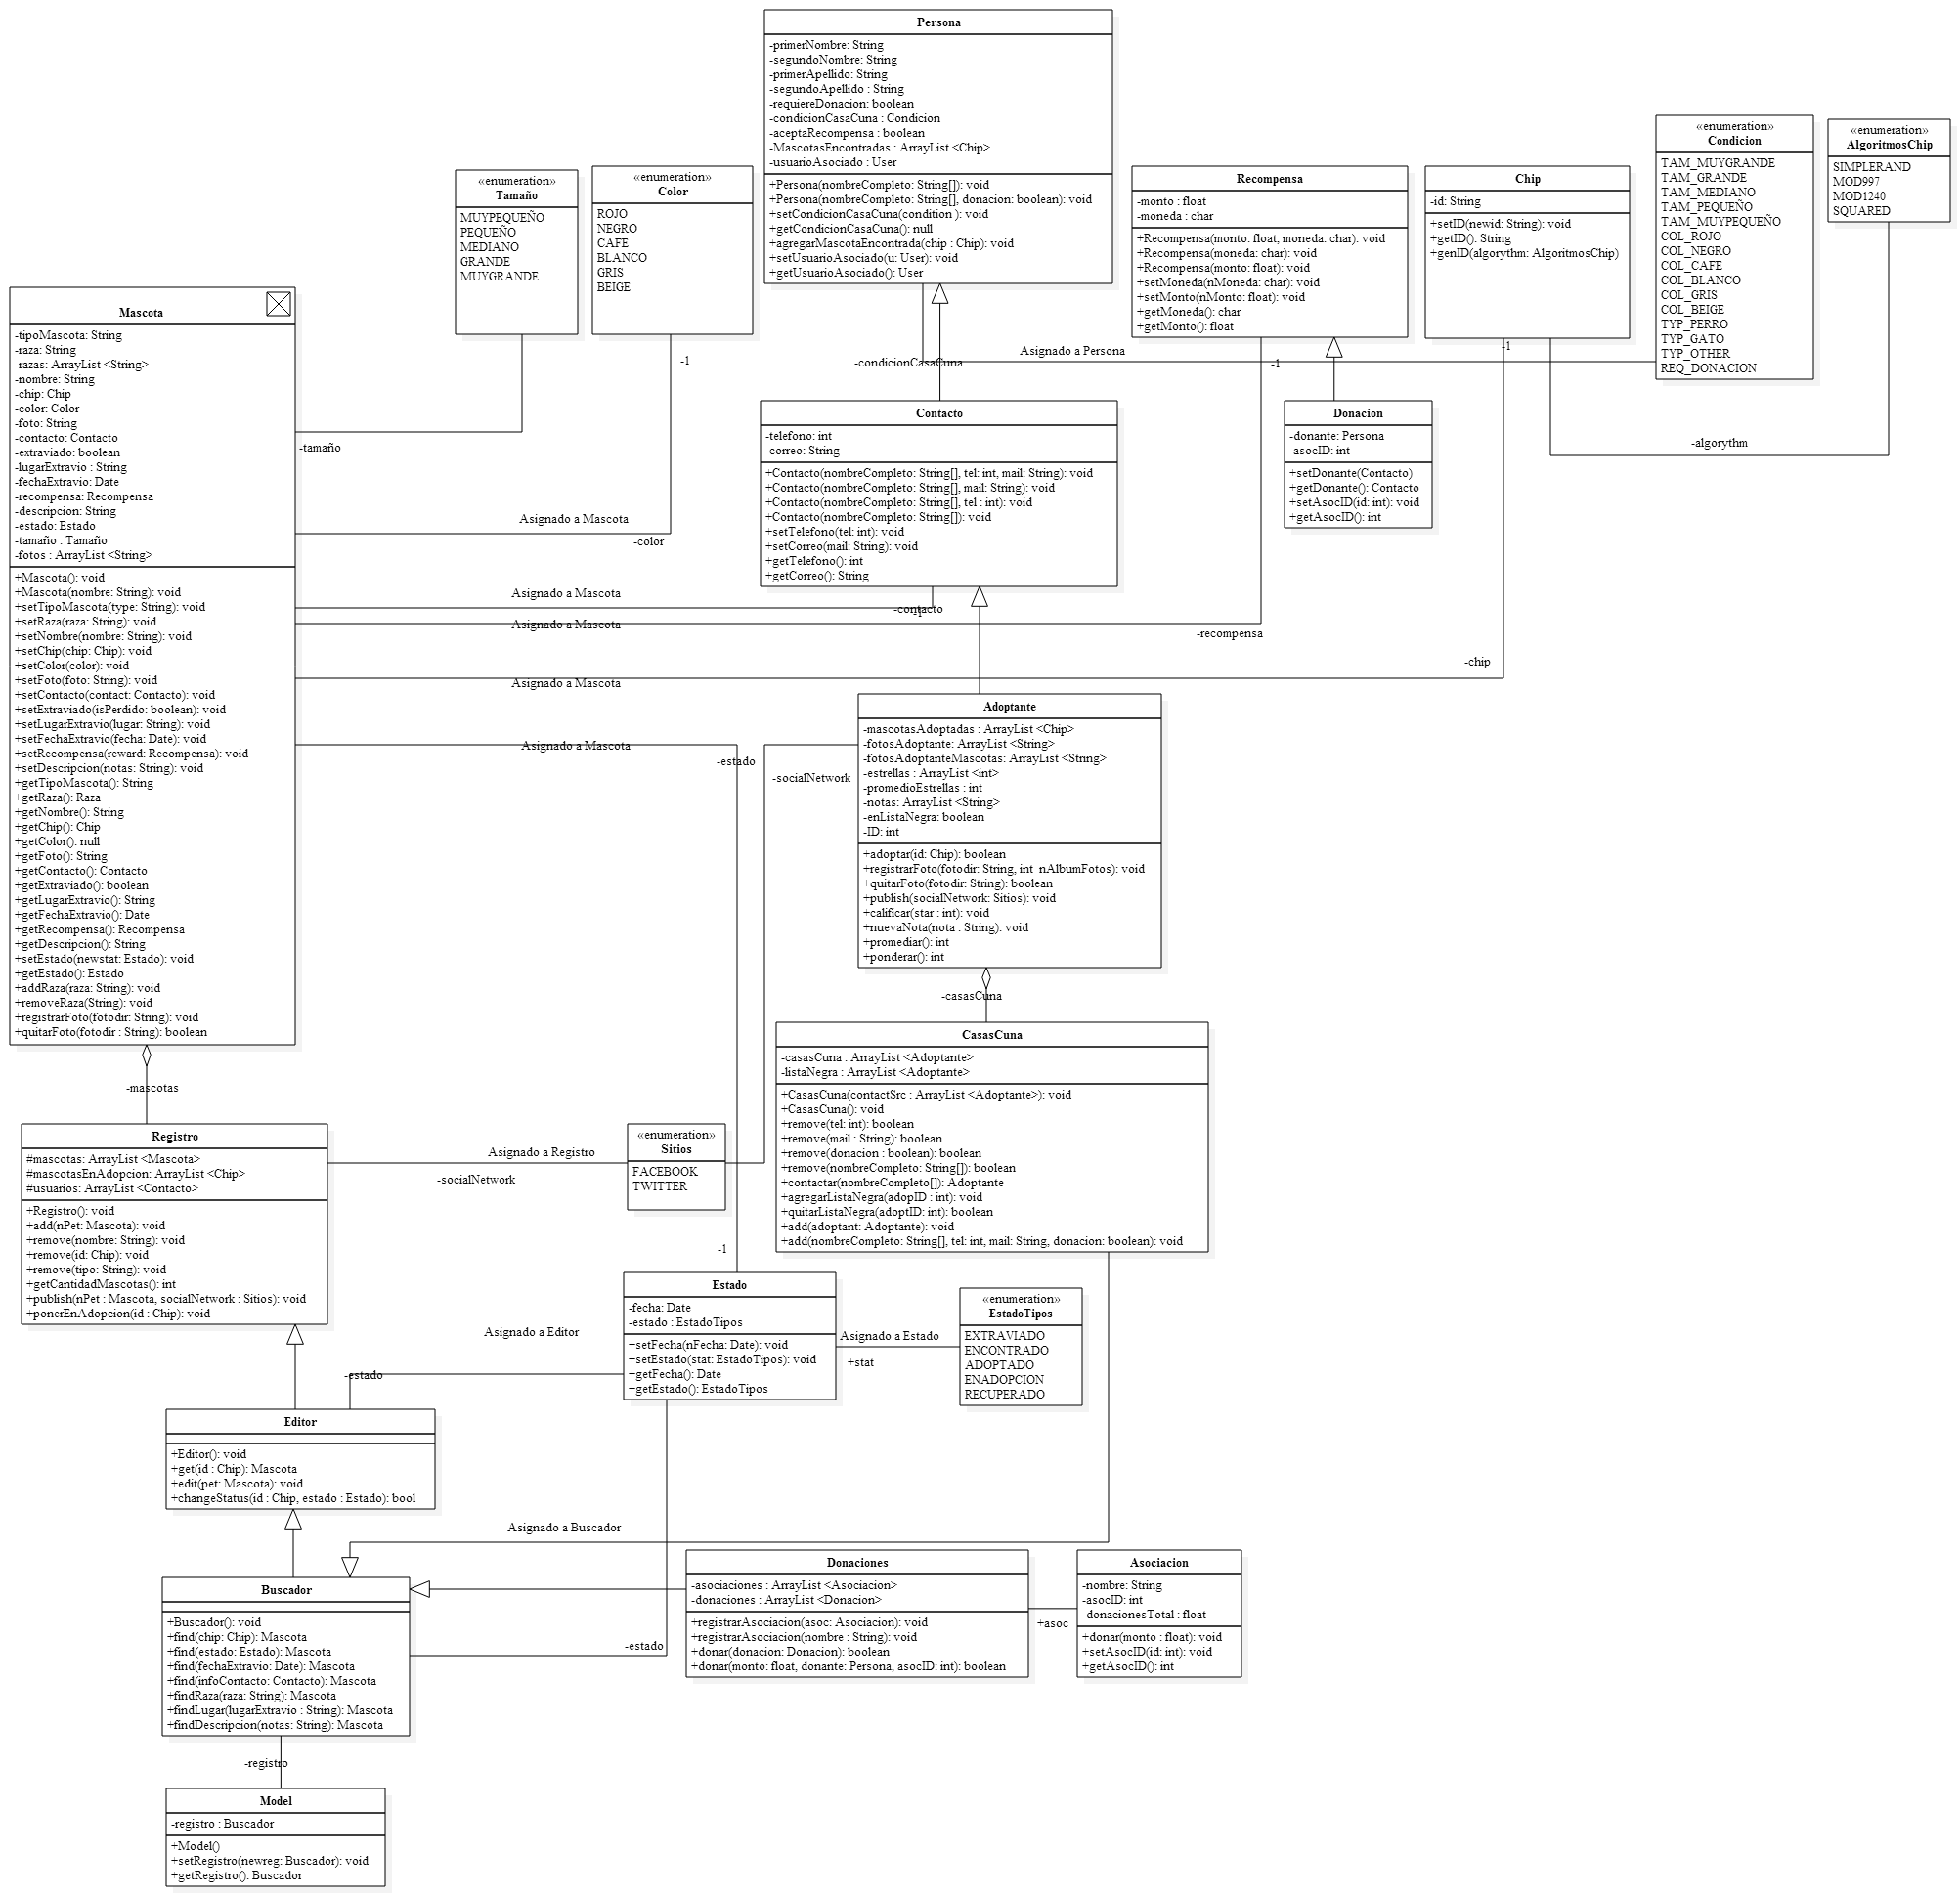 Persona
-primerNombre: String
-segundoNombre: String
-primerApellido: String
-segundoApellido : String
-requiereDonacion: boolean
-condicionCasaCuna : Condicion
-aceptaRecompensa : boolean
-MascotasEncontradas : ArrayList <Chip>
-usuarioAsociado : User
+Persona(nombreCompleto: String[]): void
+Persona(nombreCompleto: String[], donacion: boolean): void
+setCondicionCasaCuna(condition ): void
+getCondicionCasaCuna(): null
+agregarMascotaEncontrada(chip : Chip): void
+setUsuarioAsociado(u: User): void
+getUsuarioAsociado(): User
«enumeration»
Tamaño
MUYPEQUEÑO
PEQUEÑO
MEDIANO
GRANDE
MUYGRANDE
«enumeration»
Color
ROJO
NEGRO
CAFE
BLANCO
GRIS
BEIGE
Recompensa
-monto : float
-moneda : char
+Recompensa(monto: float, moneda: char): void
+Recompensa(moneda: char): void
+Recompensa(monto: float): void
+setMoneda(nMoneda: char): void
+setMonto(nMonto: float): void
+getMoneda(): char
+getMonto(): float
Chip
-id: String
+setID(newid: String): void
+getID(): String
+genID(algorythm: AlgoritmosChip)
«enumeration»
Condicion
TAM_MUYGRANDE
TAM_GRANDE
TAM_MEDIANO
TAM_PEQUEÑO
TAM_MUYPEQUEÑO
COL_ROJO
COL_NEGRO
COL_CAFE
COL_BLANCO
COL_GRIS
COL_BEIGE
TYP_PERRO
TYP_GATO
TYP_OTHER
REQ_DONACION
«enumeration»
AlgoritmosChip
SIMPLERAND
MOD997
MOD1240
SQUARED
Mascota
-tipoMascota: String
-raza: String
-razas: ArrayList <String>
-nombre: String
-chip: Chip
-color: Color
-foto: String
-contacto: Contacto
-extraviado: boolean
-lugarExtravio : String
-fechaExtravio: Date
-recompensa: Recompensa
-descripcion: String
-estado: Estado
-tamaño : Tamaño
-fotos : ArrayList <String>
+Mascota(): void
+Mascota(nombre: String): void
+setTipoMascota(type: String): void
+setRaza(raza: String): void
+setNombre(nombre: String): void
+setChip(chip: Chip): void
+setColor(color): void
+setFoto(foto: String): void
+setContacto(contact: Contacto): void
+setExtraviado(isPerdido: boolean): void
+setLugarExtravio(lugar: String): void
+setFechaExtravio(fecha: Date): void
+setRecompensa(reward: Recompensa): void
+setDescripcion(notas: String): void
+getTipoMascota(): String
+getRaza(): Raza
+getNombre(): String
+getChip(): Chip
+getColor(): null
+getFoto(): String
+getContacto(): Contacto
+getExtraviado(): boolean
+getLugarExtravio(): String
+getFechaExtravio(): Date
+getRecompensa(): Recompensa
+getDescripcion(): String
+setEstado(newstat: Estado): void
+getEstado(): Estado
+addRaza(raza: String): void
+removeRaza(String): void
+registrarFoto(fotodir: String): void
+quitarFoto(fotodir : String): boolean
-1
-condicionCasaCuna
Asignado a Persona
-1
-1
-tamaño
Asignado a Mascota
-color
Contacto
-telefono: int
-correo: String
+Contacto(nombreCompleto: String[], tel: int, mail: String): void
+Contacto(nombreCompleto: String[], mail: String): void
+Contacto(nombreCompleto: String[], tel : int): void
+Contacto(nombreCompleto: String[]): void
+setTelefono(tel: int): void
+setCorreo(mail: String): void
+getTelefono(): int
+getCorreo(): String
Donacion
-donante: Persona
-asocID: int
+setDonante(Contacto)
+getDonante(): Contacto
+setAsocID(id: int): void
+getAsocID(): int
-algorythm
Asignado a Mascota
-contacto
-1
Asignado a Mascota
-recompensa
-chip
Asignado a Mascota
Asignado a Mascota
-estado
-socialNetwork
Adoptante
-mascotasAdoptadas : ArrayList <Chip>
-fotosAdoptante: ArrayList <String>
-fotosAdoptanteMascotas: ArrayList <String>
-estrellas : ArrayList <int>
-promedioEstrellas : int
-notas: ArrayList <String>
-enListaNegra: boolean
-ID: int
+adoptar(id: Chip): boolean
+registrarFoto(fotodir: String, int  nAlbumFotos): void
+quitarFoto(fotodir: String): boolean
+publish(socialNetwork: Sitios): void
+calificar(star : int): void
+nuevaNota(nota : String): void
+promediar(): int
+ponderar(): int
-casasCuna
CasasCuna
-casasCuna : ArrayList <Adoptante>
-listaNegra : ArrayList <Adoptante>
+CasasCuna(contactSrc : ArrayList <Adoptante>): void
+CasasCuna(): void
+remove(tel: int): boolean
+remove(mail : String): boolean
+remove(donacion : boolean): boolean
+remove(nombreCompleto: String[]): boolean
+contactar(nombreCompleto[]): Adoptante
+agregarListaNegra(adopID : int): void
+quitarListaNegra(adoptID: int): boolean
+add(adoptant: Adoptante): void
+add(nombreCompleto: String[], tel: int, mail: String, donacion: boolean): void
-mascotas
Registro
#mascotas: ArrayList <Mascota>
#mascotasEnAdopcion: ArrayList <Chip>
#usuarios: ArrayList <Contacto>
+Registro(): void
+add(nPet: Mascota): void
+remove(nombre: String): void
+remove(id: Chip): void
+remove(tipo: String): void
+getCantidadMascotas(): int
+publish(nPet : Mascota, socialNetwork : Sitios): void
+ponerEnAdopcion(id : Chip): void
Asignado a Registro
-socialNetwork
«enumeration»
Sitios
FACEBOOK
TWITTER
-1
Estado
-fecha: Date
-estado : EstadoTipos
+setFecha(nFecha: Date): void
+setEstado(stat: EstadoTipos): void
+getFecha(): Date
+getEstado(): EstadoTipos
Asignado a Estado
+stat
«enumeration»
EstadoTipos
EXTRAVIADO
ENCONTRADO
ADOPTADO
ENADOPCION
RECUPERADO
Asignado a Editor
-estado
Editor
+Editor(): void
+get(id : Chip): Mascota
+edit(pet: Mascota): void
+changeStatus(id : Chip, estado : Estado): bool
Asignado a Buscador
Buscador
+Buscador(): void
+find(chip: Chip): Mascota
+find(estado: Estado): Mascota
+find(fechaExtravio: Date): Mascota
+find(infoContacto: Contacto): Mascota
+findRaza(raza: String): Mascota
+findLugar(lugarExtravio : String): Mascota
+findDescripcion(notas: String): Mascota
-estado
Donaciones
-asociaciones : ArrayList <Asociacion>
-donaciones : ArrayList <Donacion>
+registrarAsociacion(asoc: Asociacion): void
+registrarAsociacion(nombre : String): void
+donar(donacion: Donacion): boolean
+donar(monto: float, donante: Persona, asocID: int): boolean
+asoc
Asociacion
-nombre: String
-asocID: int
-donacionesTotal : float
+donar(monto : float): void
+setAsocID(id: int): void
+getAsocID(): int
-registro
Model
-registro : Buscador
+Model()
+setRegistro(newreg: Buscador): void
+getRegistro(): Buscador